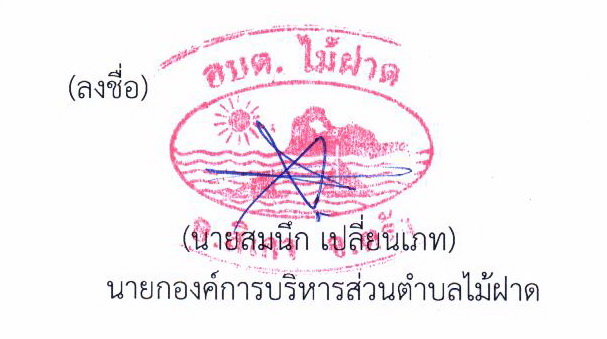 อบต. ไม้ฝาด
(ลงชื่อ)
(นายสมนึก เปลี่ยนเภท)
นายกองค์การบริหารส่วนตำบลไม้ฝาด